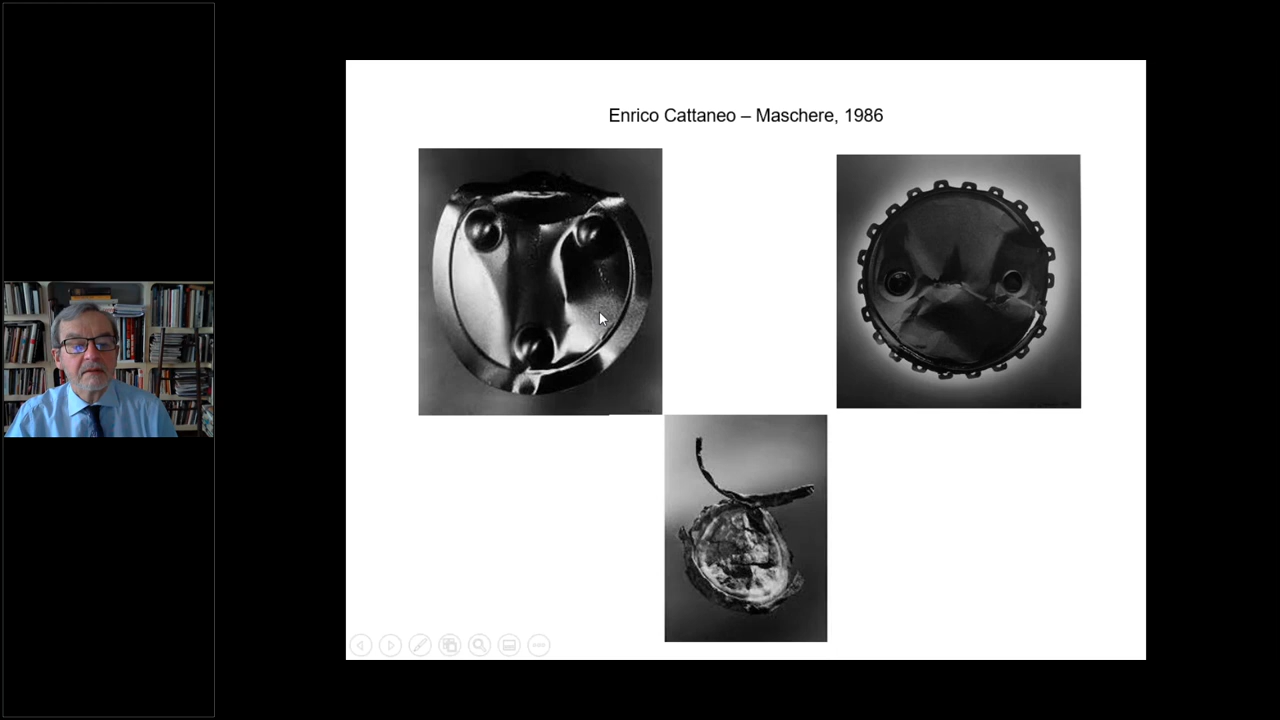 Enrico Cattaneo – Maschere, 1986